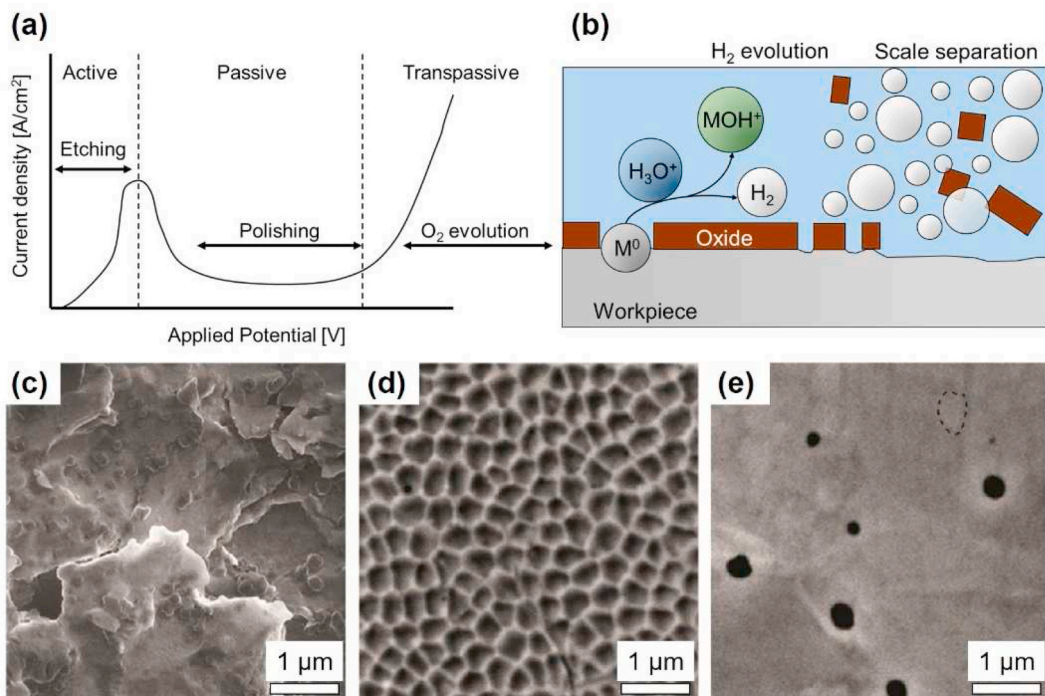 (a)
Current density [A/cm²]
Active
Passive
Transpassive
Etching
Polishing
O₂ evolution
Applied Potential [V]
(b)
H₂ evolution
Scale separation
MOH⁺
H₃O⁺
H₂
M⁰
Oxide
Workpiece
(c)
1 µm
(d)
1 µm
(e)
1 µm